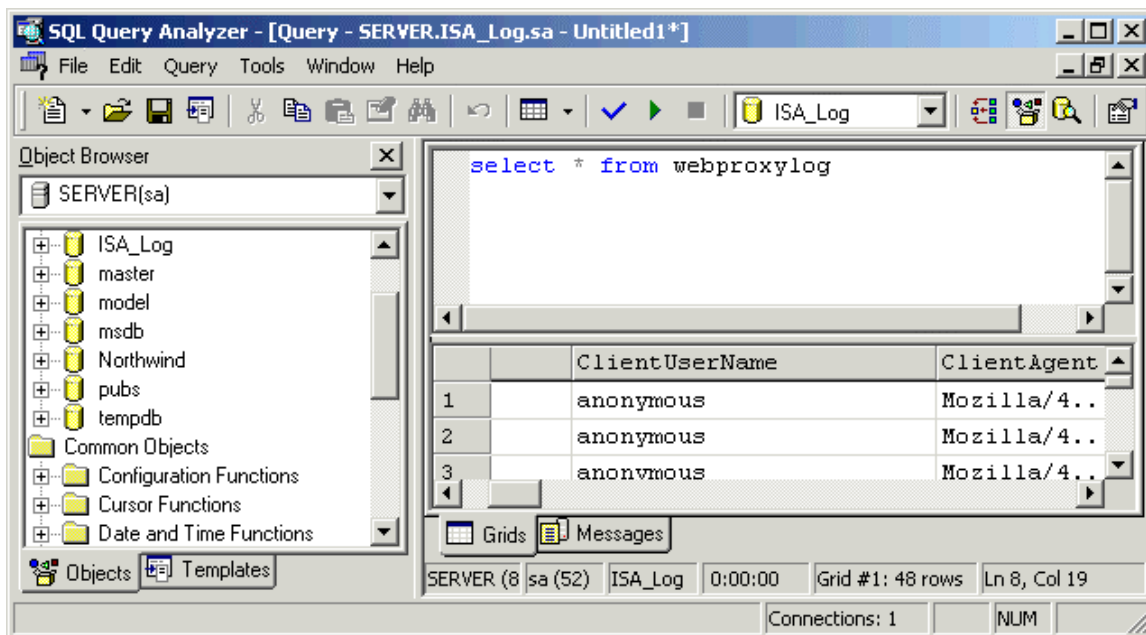 SQL Query Analyzer - [Query - SERVER.ISA_Log.sa - Untitled1*]
File Edit Query Tools Window Help
ISA_Log
Object Browser
SERVER(sa)
ISA_Log
master
model
msdb
Northwind
pubs
tempdb
Common Objects
Configuration Functions
Cursor Functions
Date and Time Functions
Objects Templates
select * from webproxylog
ClientUserName ClientAgent
1 anonymous Mozilla/4..
2 anonymous Mozilla/4..
3 anonymous Mozilla/4..
Grids Messages
SERVER (8 sa (52) ISA_Log 0:00:00 Grid #1: 48 rows Ln 8, Col 19
Connections: 1 NUM